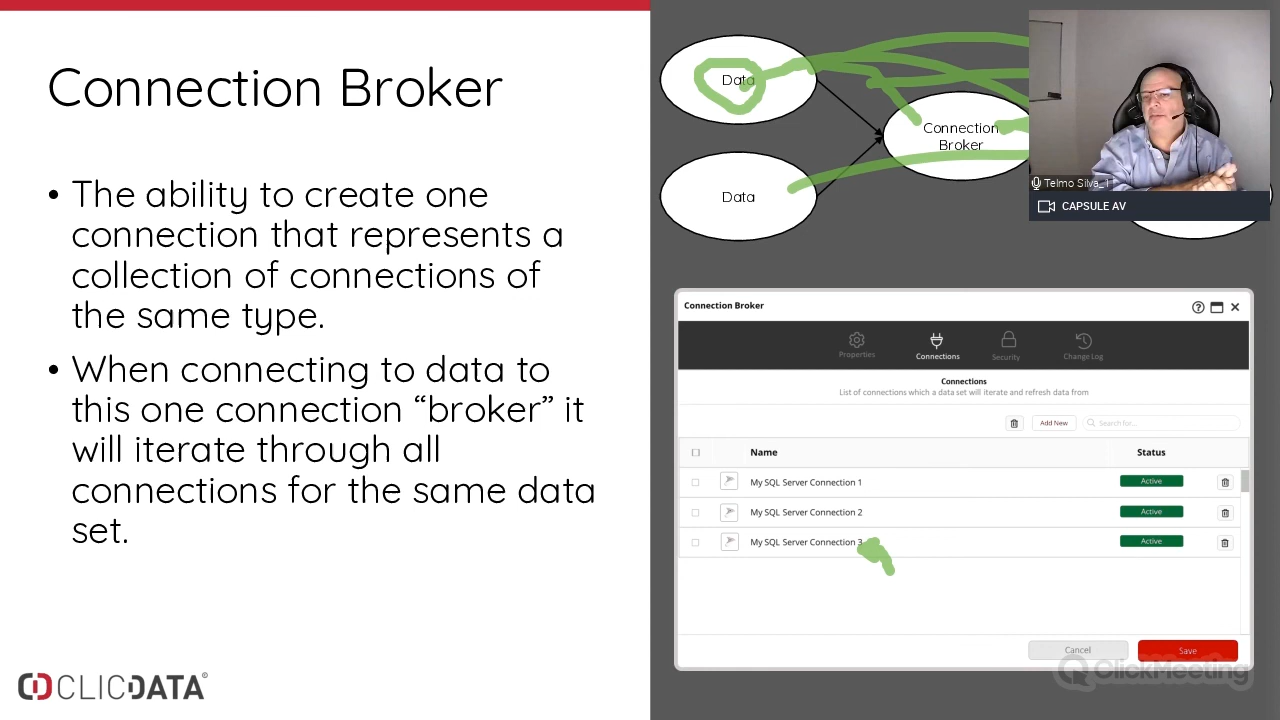 Connection Broker
• The ability to create one
connection that represents a
collection of connections of
the same type.
• When connecting to data to
this one connection “broker” it
will iterate through all
connections for the same data
set.
CLICDATA®
Data
Data
Connection
Broker
Telmo Silva_
CAPSULE AV
Connection Broker
Properties
Connections
Security
Change Log
Connections
List of connections which a data set will iterate and refresh data from
Add New
Search for...
Name
Status
My SQL Server Connection 1
Active
My SQL Server Connection 2
Active
My SQL Server Connection 3
Active
Cancel
Save
ClickMeeting